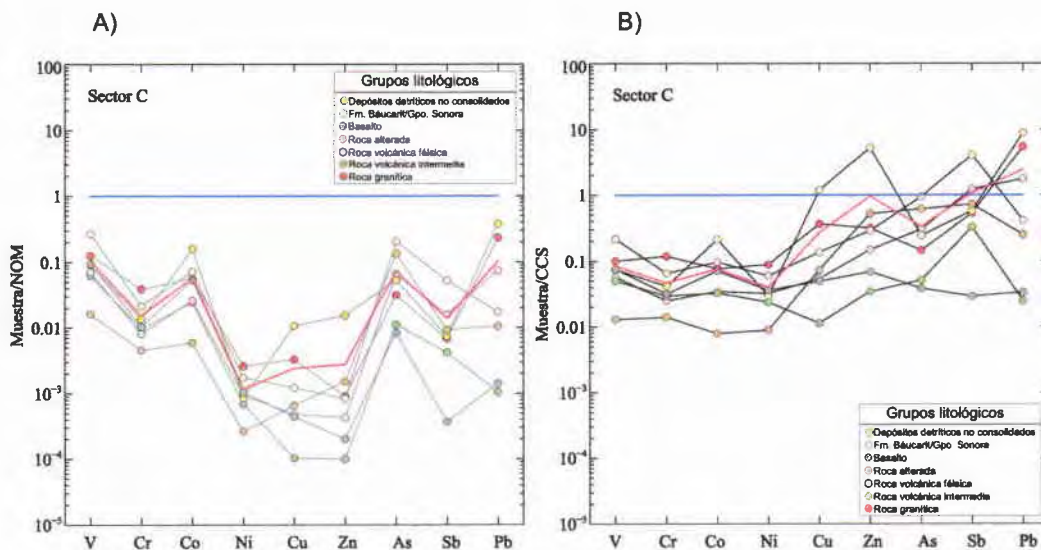 A)
Muestra/NOM
100
10
1
0.1
0.01
10⁻³
10⁻⁴
10⁻⁵
Sector C
Grupos litológicos
Depósitos detríticos no consolidados
Fm. Báucarit/Gpo. Sonora
Basalto
Roca alterada
Roca volcánica félsica
Roca volcánica intermedia
Roca granítica
V Cr Co Ni Cu Zn As Sb Pb
B)
Muestra/CCS
100
10
1
0.1
0.01
10⁻³
10⁻⁴
10⁻⁵
Sector C
Grupos litológicos
Depósitos detríticos no consolidados
Fm. Báucarit/Gpo. Sonora
Basalto
Roca alterada
Roca volcánica félsica
Roca volcánica intermedia
Roca granítica
V Cr Co Ni Cu Zn As Sb Pb